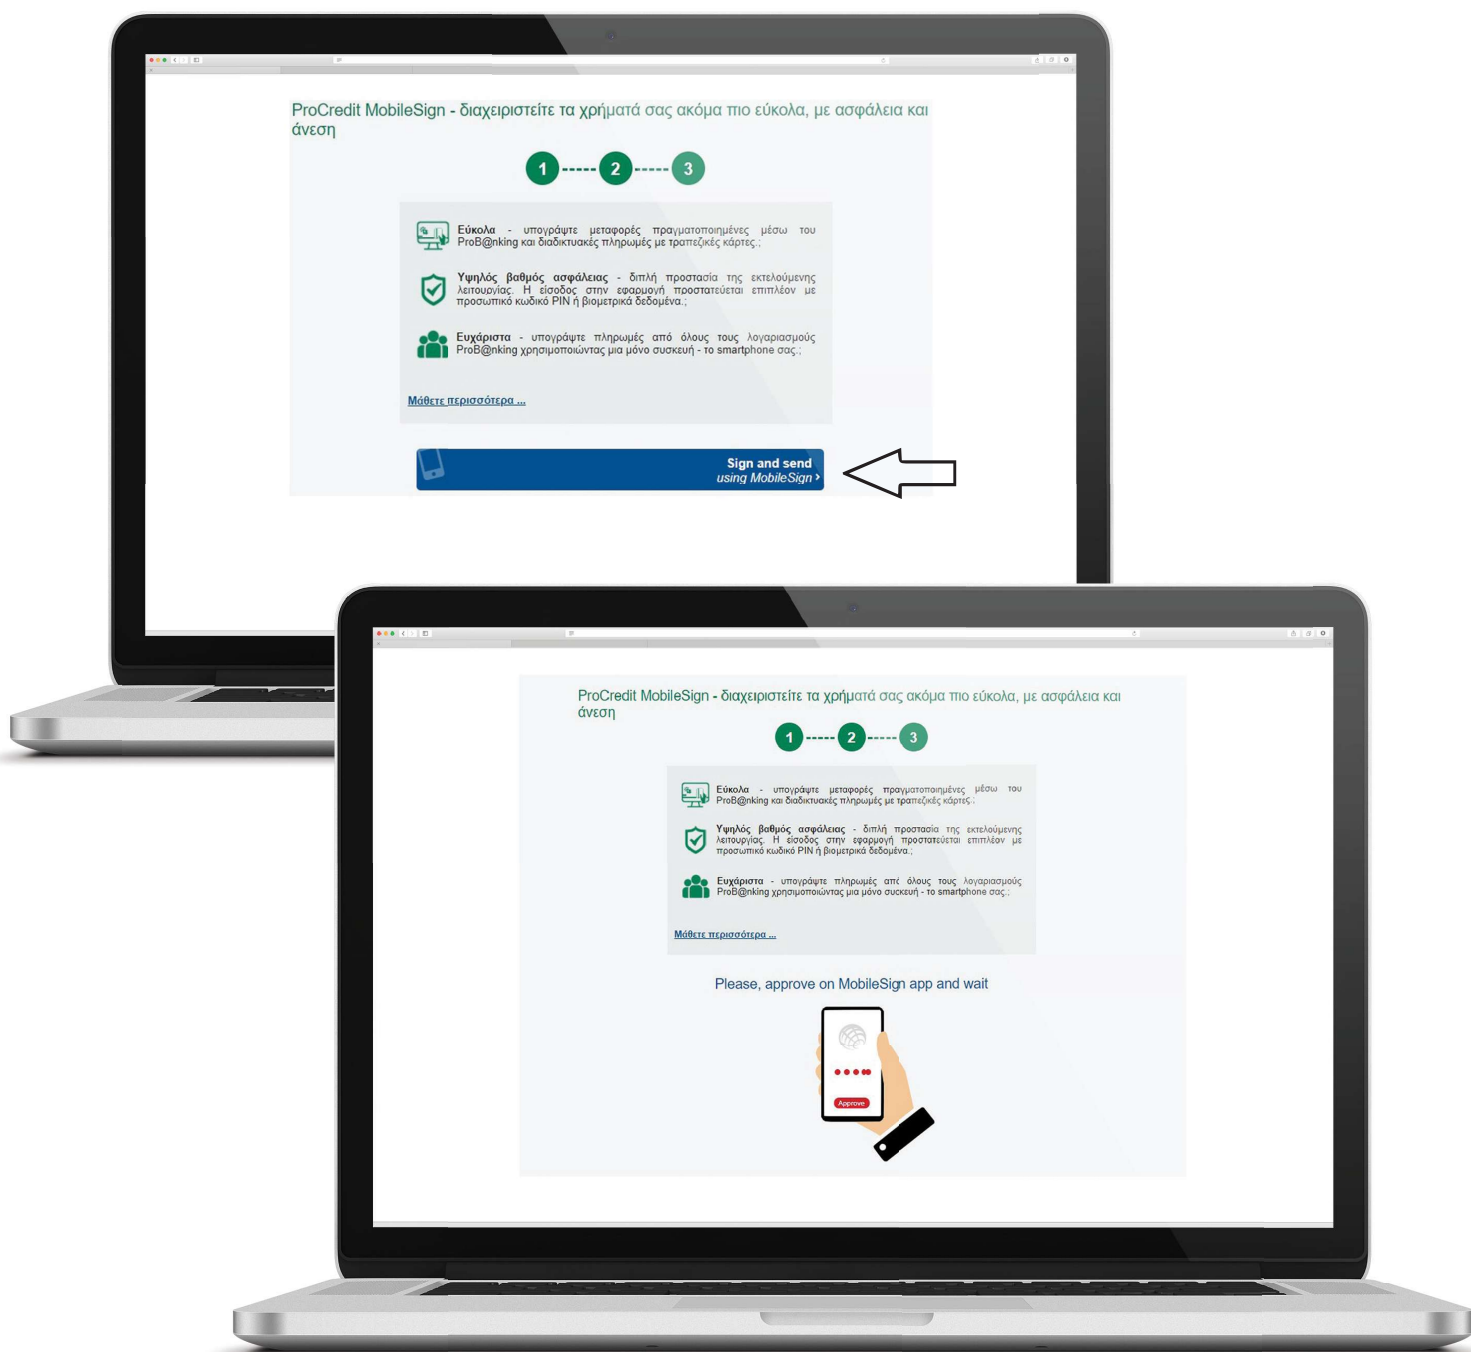 ProCredit MobileSign - διαχειριστείτε τα χρήματά σας ακόμα πιο εύκολα, με ασφάλεια και
άνεση
1 2 3
Εύκολα - υπογράψτε μεταφορές πραγματοποιημένες μέσω του
ProB@nking και διαδικτυακές πληρωμές με τραπεζικές κάρτες.;
Υψηλός βαθμός ασφάλειας - διπλή προστασία της εκτελούμενης
λειτουργίας. Η είσοδος στην εφαρμογή προστατεύεται επιπλέον με
προσωπικό κωδικό PIN ή βιομετρικά δεδομένα.;
Ευχάριστα - υπογράψτε πληρωμές από όλους τους λογαριασμούς
ProB@nking χρησιμοποιώντας μια μόνο συσκευή - το smartphone σας.;
Μάθετε περισσότερα ...
Sign and send
using MobileSign ›
ProCredit MobileSign - διαχειριστείτε τα χρήματά σας ακόμα πιο εύκολα, με ασφάλεια και
άνεση
1 2 3
Εύκολα - υπογράψτε μεταφορές πραγματοποιημένες μέσω του
ProB@nking και διαδικτυακές πληρωμές με τραπεζικές κάρτες.;
Υψηλός βαθμός ασφάλειας - διπλή προστασία της εκτελούμενης
λειτουργίας. Η είσοδος στην εφαρμογή προστατεύεται επιπλέον με
προσωπικό κωδικό PIN ή βιομετρικά δεδομένα.;
Ευχάριστα - υπογράψτε πληρωμές από όλους τους λογαριασμούς
ProB@nking χρησιμοποιώντας μια μόνο συσκευή - το smartphone σας.;
Μάθετε περισσότερα ...
Please, approve on MobileSign app and wait
Approve